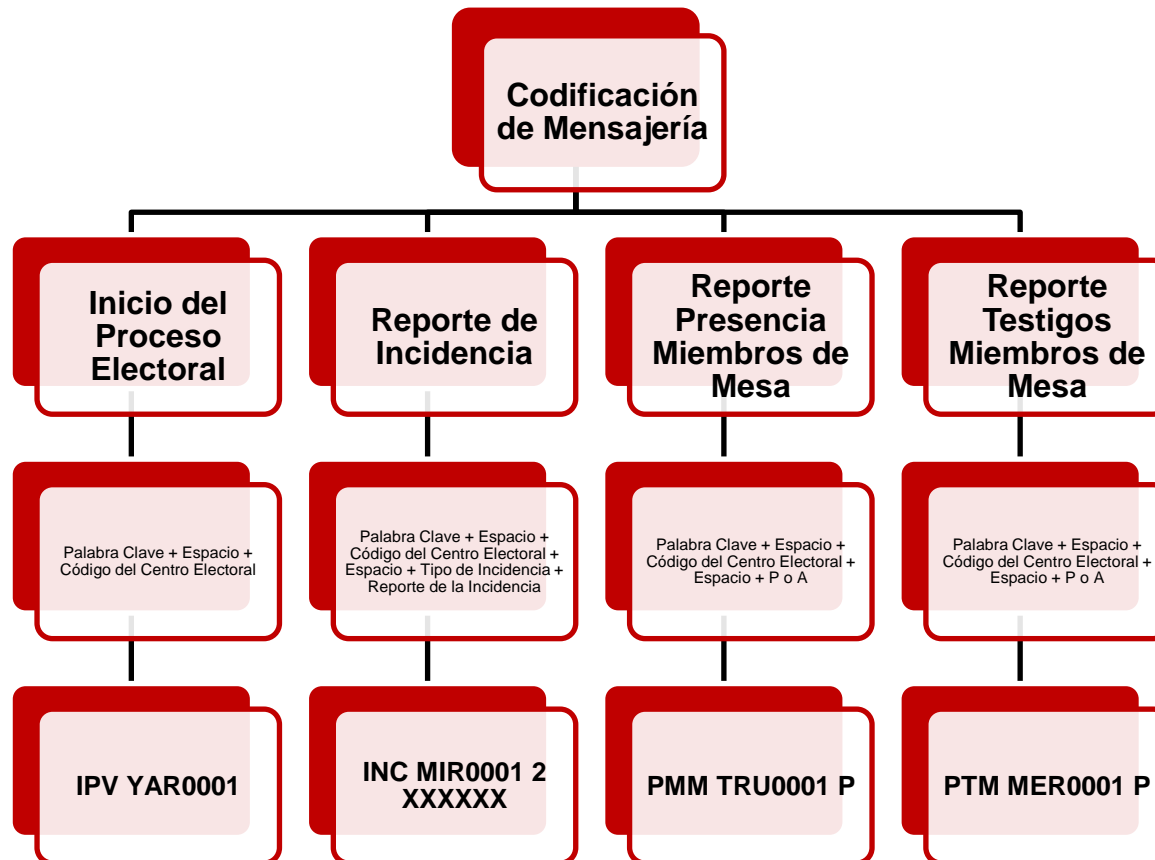 Codificación
de Mensajería
Inicio del
Proceso
Electoral
Reporte de
Incidencia
Reporte
Presencia
Miembros de
Mesa
Reporte
Testigos
Miembros de
Mesa
Palabra Clave + Espacio +
Código del Centro Electoral
Palabra Clave + Espacio +
Código del Centro Electoral +
Espacio + Tipo de Incidencia +
Reporte de la Incidencia
Palabra Clave + Espacio +
Código del Centro Electoral +
Espacio + P o A
Palabra Clave + Espacio +
Código del Centro Electoral +
Espacio + P o A
IPV YAR0001
INC MIR0001 2
XXXXXX
PMM TRU0001 P
PTM MER0001 P